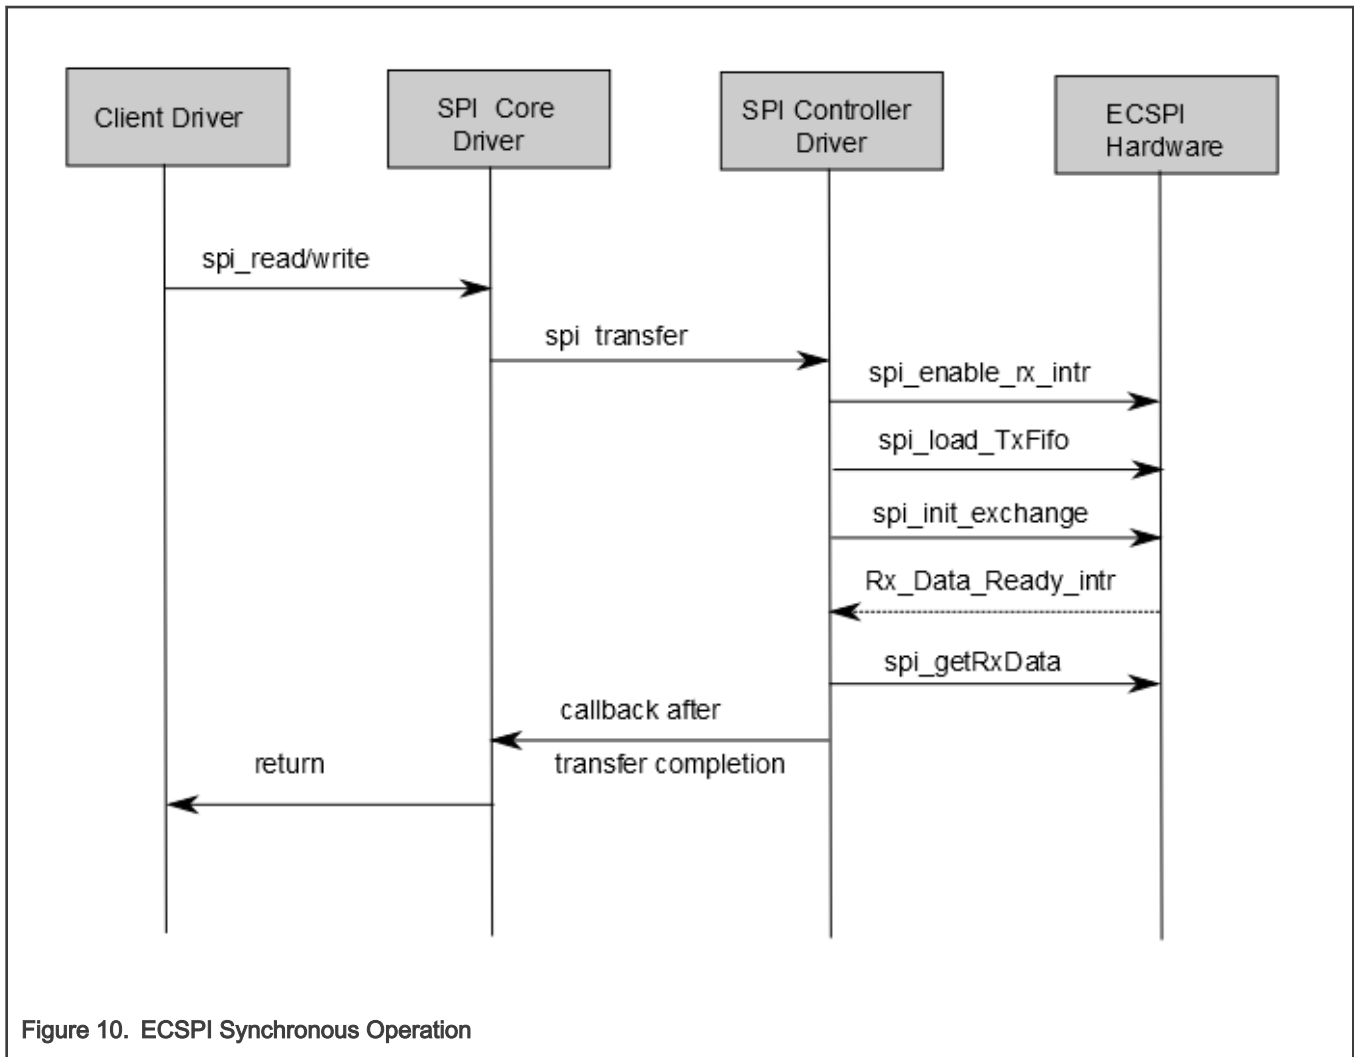 Client Driver
SPI Core
Driver
SPI Controller
Driver
ECSPI
Hardware
spi_read/write
spi transfer
spi_enable_rx_intr
spi_load_TxFifo
spi_init_exchange
Rx_Data_Ready_intr
spi_getRxData
callback after
transfer completion
return
Figure 10. ECSPI Synchronous Operation